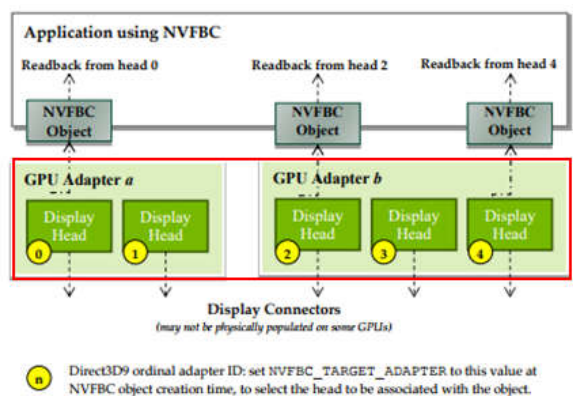 Application using NVFBC
Readback from head 0
Readback from head 2
Readback from head 4
NVFBC
Object
NVFBC
Object
NVFBC
Object
GPU Adapter a
GPU Adapter b
Display
Head
0
Display
Head
1
Display
Head
2
Display
Head
3
Display
Head
4
Display Connectors
(may not be physically populated on some GPUs)
n
Direct3D9 ordinal adapter ID: set NVFBC_TARGET_ADAPTER to this value at
NVFBC object creation time, to select the head to be associated with the object.